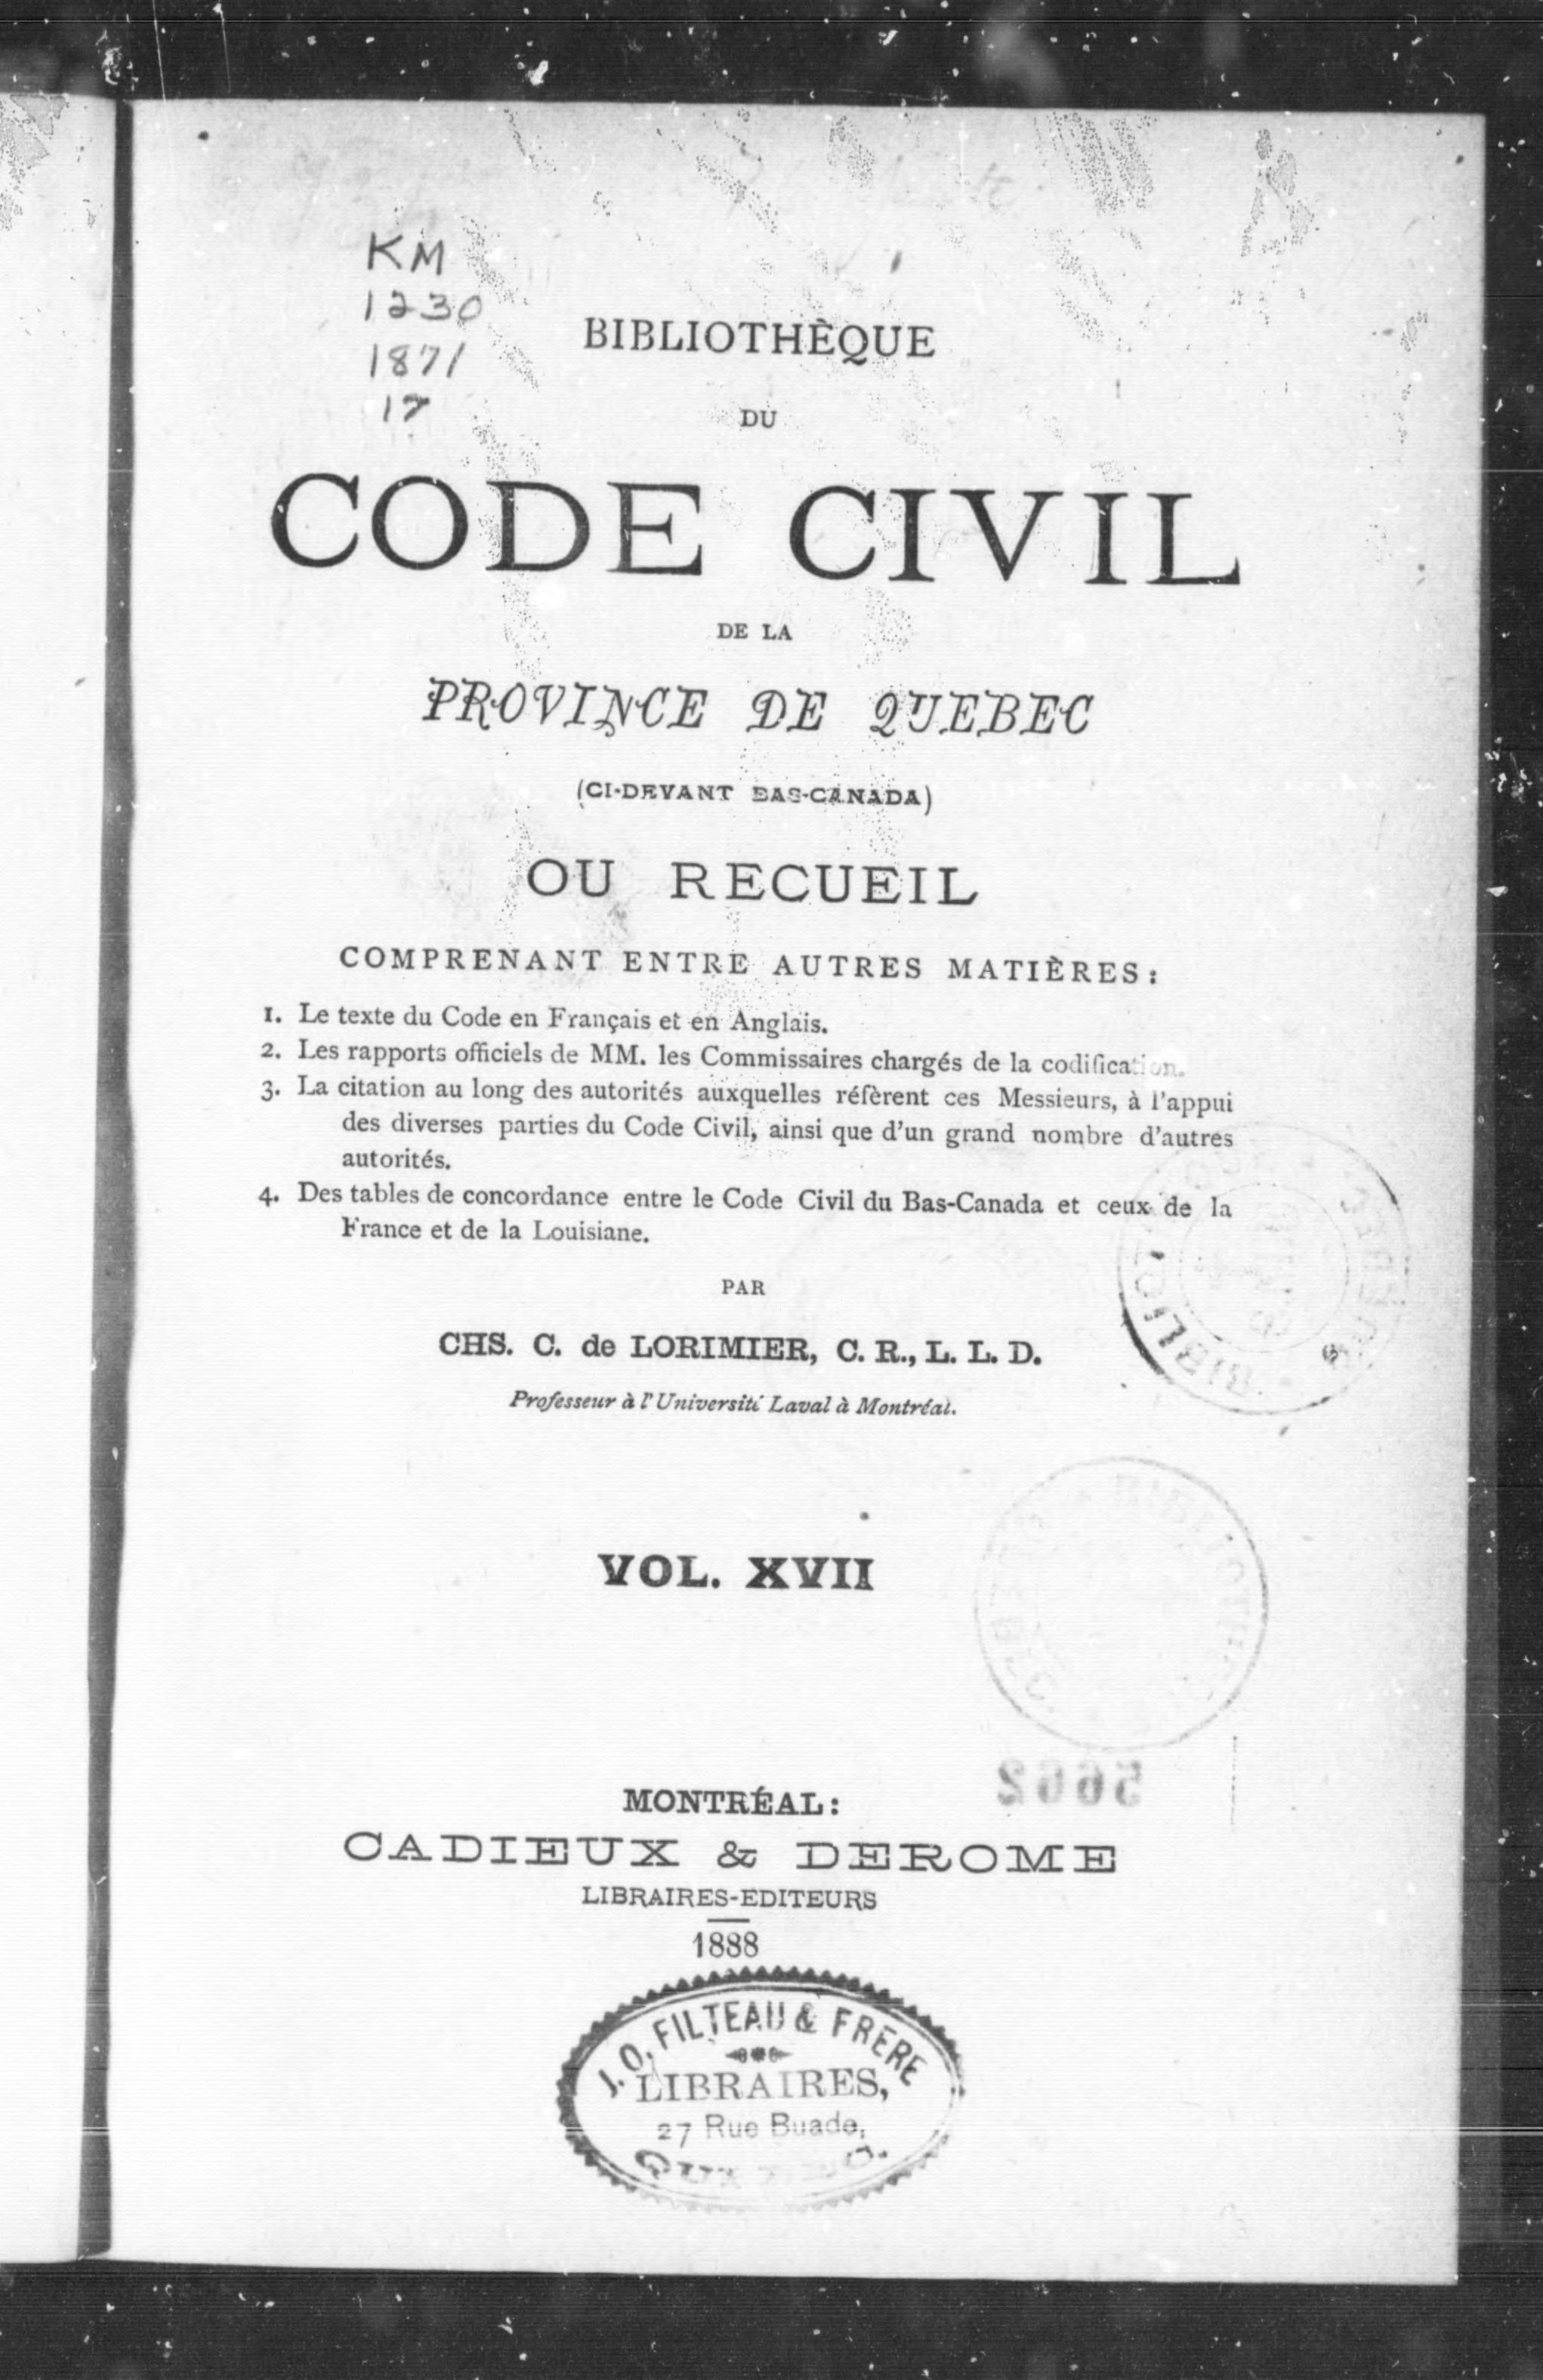 KM
1230
1871
17
BIBLIOTHÈQUE
DU
CODE CIVIL
DE LA
PROVINCE DE QUEBEC
(CI-DEVANT BAS-CANADA)
OU RECUEIL
COMPRENANT ENTRE AUTRES MATIÈRES:
1. Le texte du Code en Français et en Anglais.
2. Les rapports officiels de MM. les Commissaires chargés de la codification.
3. La citation au long des autorités auxquelles réfèrent ces Messieurs, à l'appui
des diverses parties du Code Civil, ainsi que d'un grand nombre d'autres
autorités.
4. Des tables de concordance entre le Code Civil du Bas-Canada et ceux de la
France et de la Louisiane.
PAR
CHS. C. de LORIMIER, C. R., L. L. D.
Professeur à l'Université Laval à Montréal.
VOL. XVII
5662
MONTRÉAL:
CADIEUX & DEROME
LIBRAIRES-EDITEURS
1888
J. O. FILTEAU & FRERE
LIBRAIRES,
27 Rue Buade,